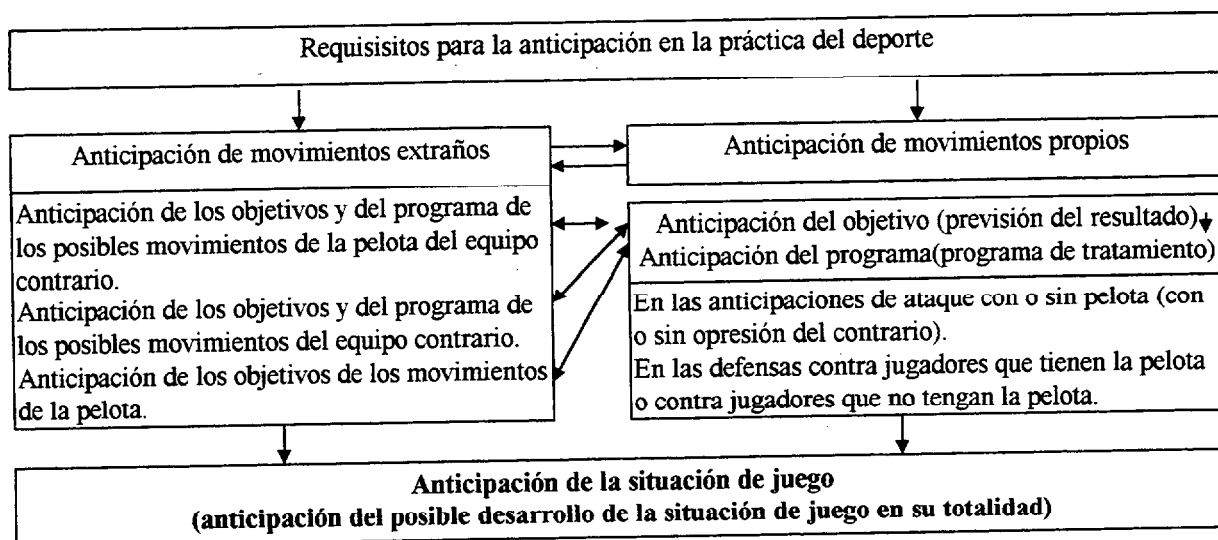 Requisisitos para la anticipación en la práctica del deporte
Anticipación de movimientos extraños
Anticipación de movimientos propios
Anticipación de los objetivos y del programa de
los posibles movimientos de la pelota del equipo
contrario.
Anticipación de los objetivos y del programa de
los posibles movimientos del equipo contrario.
Anticipación de los objetivos de los movimientos
de la pelota.
Anticipación del objetivo (previsión del resultado)
Anticipación del programa(programa de tratamiento)
En las anticipaciones de ataque con o sin pelota (con
o sin opresión del contrario).
En las defensas contra jugadores que tienen la pelota
o contra jugadores que no tengan la pelota.
Anticipación de la situación de juego
(anticipación del posible desarrollo de la situación de juego en su totalidad)